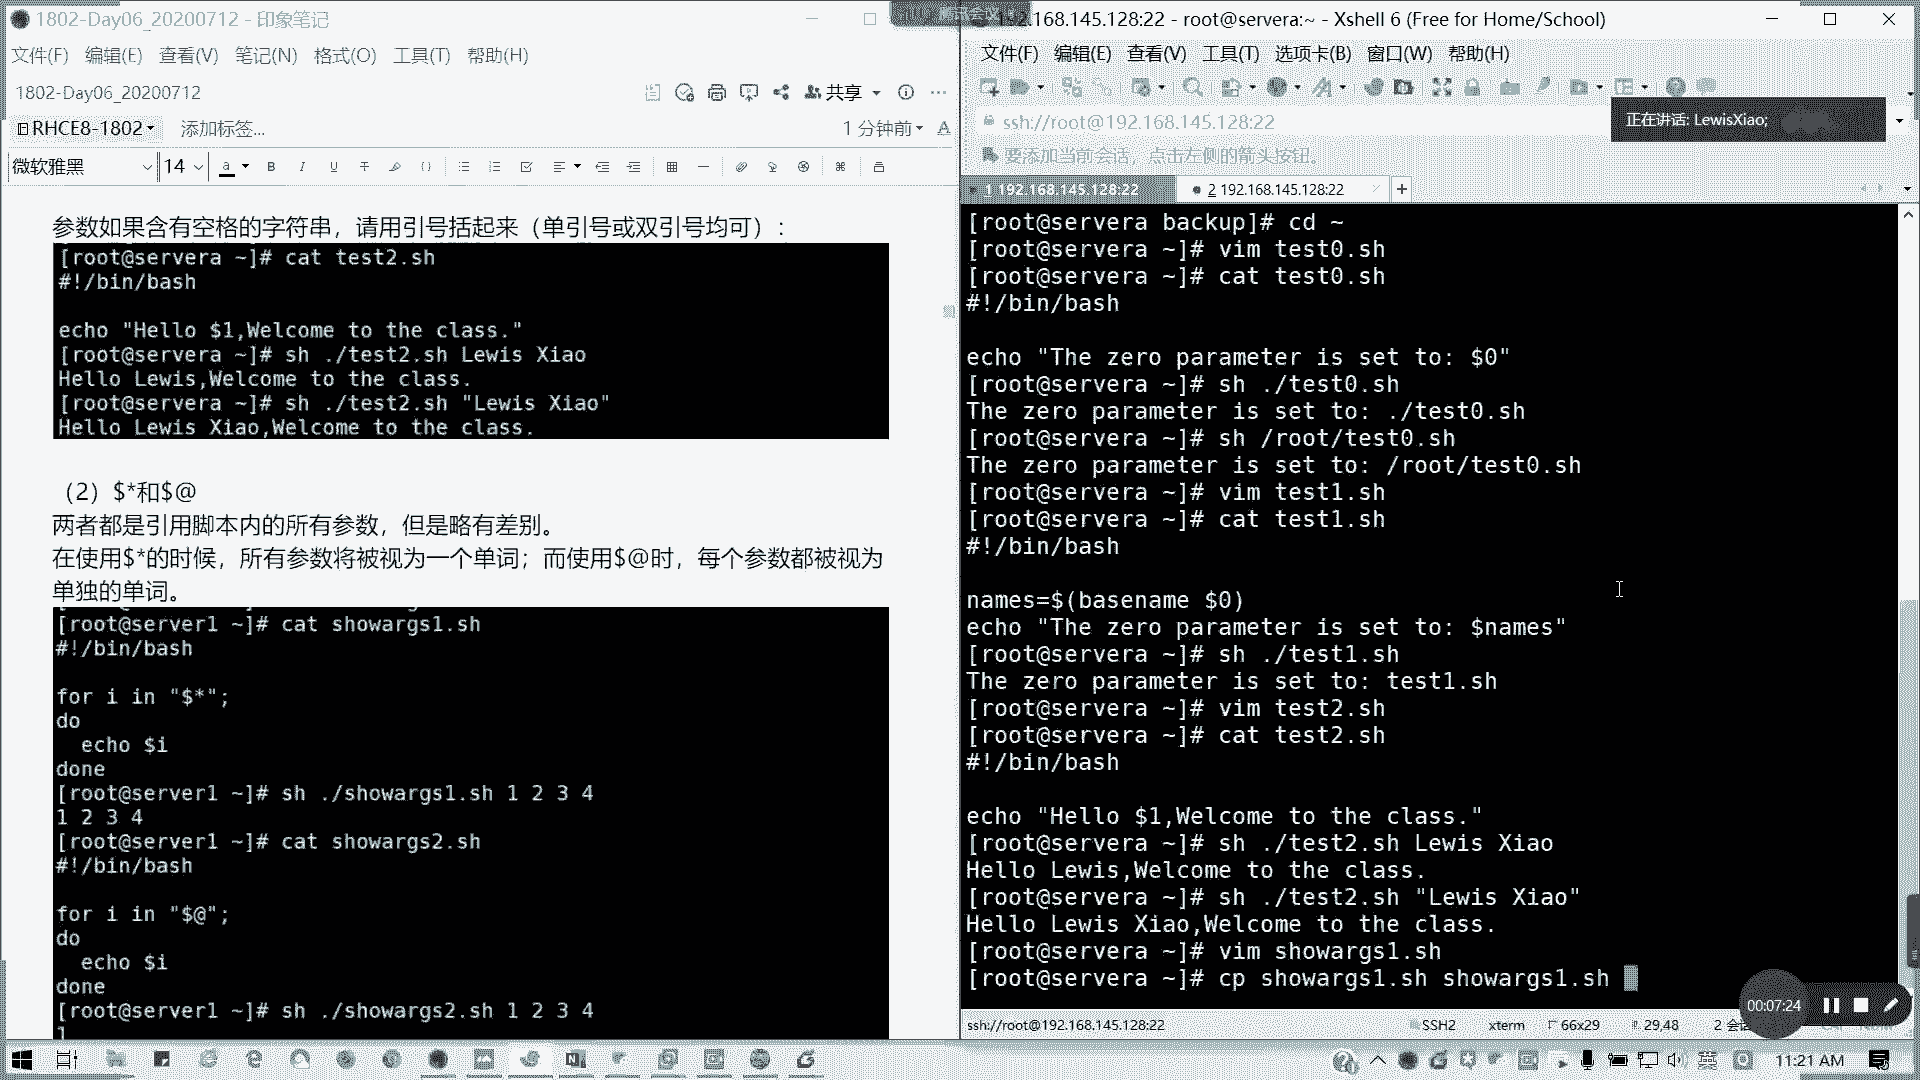 1802-Day06_20200712 - 印象笔记
文件(F) 编辑(E) 查看(V) 笔记(N) 格式(O) 工具(T) 帮助(H)
1802-Day06_20200712
共享
RHCE8-1802
添加标签...
1 分钟前
微软雅黑
14
参数如果含有空格的字符串，请用引号括起来（单引号或双引号均可）：
[root@servera ~]# cat test2.sh
#!/bin/bash
echo "Hello $1,Welcome to the class."
[root@servera ~]# sh ./test2.sh Lewis Xiao
Hello Lewis,Welcome to the class.
[root@servera ~]# sh ./test2.sh "Lewis Xiao"
Hello Lewis Xiao,Welcome to the class.
（2）$*和$@
两者都是引用脚本内的所有参数，但是略有差别。
在使用$*的时候，所有参数将被视为一个单词；而使用$@时，每个参数都被视为
单独的单词。
[root@server1 ~]# cat showargs1.sh
#!/bin/bash
for i in "$*";
do
  echo $i
done
[root@server1 ~]# sh ./showargs1.sh 1 2 3 4
1 2 3 4
[root@server1 ~]# cat showargs2.sh
#!/bin/bash
for i in "$@";
do
  echo $i
done
[root@server1 ~]# sh ./showargs2.sh 1 2 3 4
1
192.168.145.128:22 - root@servera:~ - Xshell 6 (Free for Home/School)
文件(F) 编辑(E) 查看(V) 工具(T) 选项卡(B) 窗口(W) 帮助(H)
ssh://root@192.168.145.128:22
正在讲话: LewisXiao;
要添加当前会话，点击左侧的箭头按钮。
1 192.168.145.128:22
2 192.168.145.128:22
[root@servera backup]# cd ~
[root@servera ~]# vim test0.sh
[root@servera ~]# cat test0.sh
#!/bin/bash
echo "The zero parameter is set to: $0"
[root@servera ~]# sh ./test0.sh
The zero parameter is set to: ./test0.sh
[root@servera ~]# sh /root/test0.sh
The zero parameter is set to: /root/test0.sh
[root@servera ~]# vim test1.sh
[root@servera ~]# cat test1.sh
#!/bin/bash
names=$(basename $0)
echo "The zero parameter is set to: $names"
[root@servera ~]# sh ./test1.sh
The zero parameter is set to: test1.sh
[root@servera ~]# vim test2.sh
[root@servera ~]# cat test2.sh
#!/bin/bash
echo "Hello $1,Welcome to the class."
[root@servera ~]# sh ./test2.sh Lewis Xiao
Hello Lewis,Welcome to the class.
[root@servera ~]# sh ./test2.sh "Lewis Xiao"
Hello Lewis Xiao,Welcome to the class.
[root@servera ~]# vim showargs1.sh
[root@servera ~]# cp showargs1.sh showargs1.sh
00:07:24
ssh://root@192.168.145.128:22
SSH2
xterm
66x29
29,48
2 会
英
11:21 AM